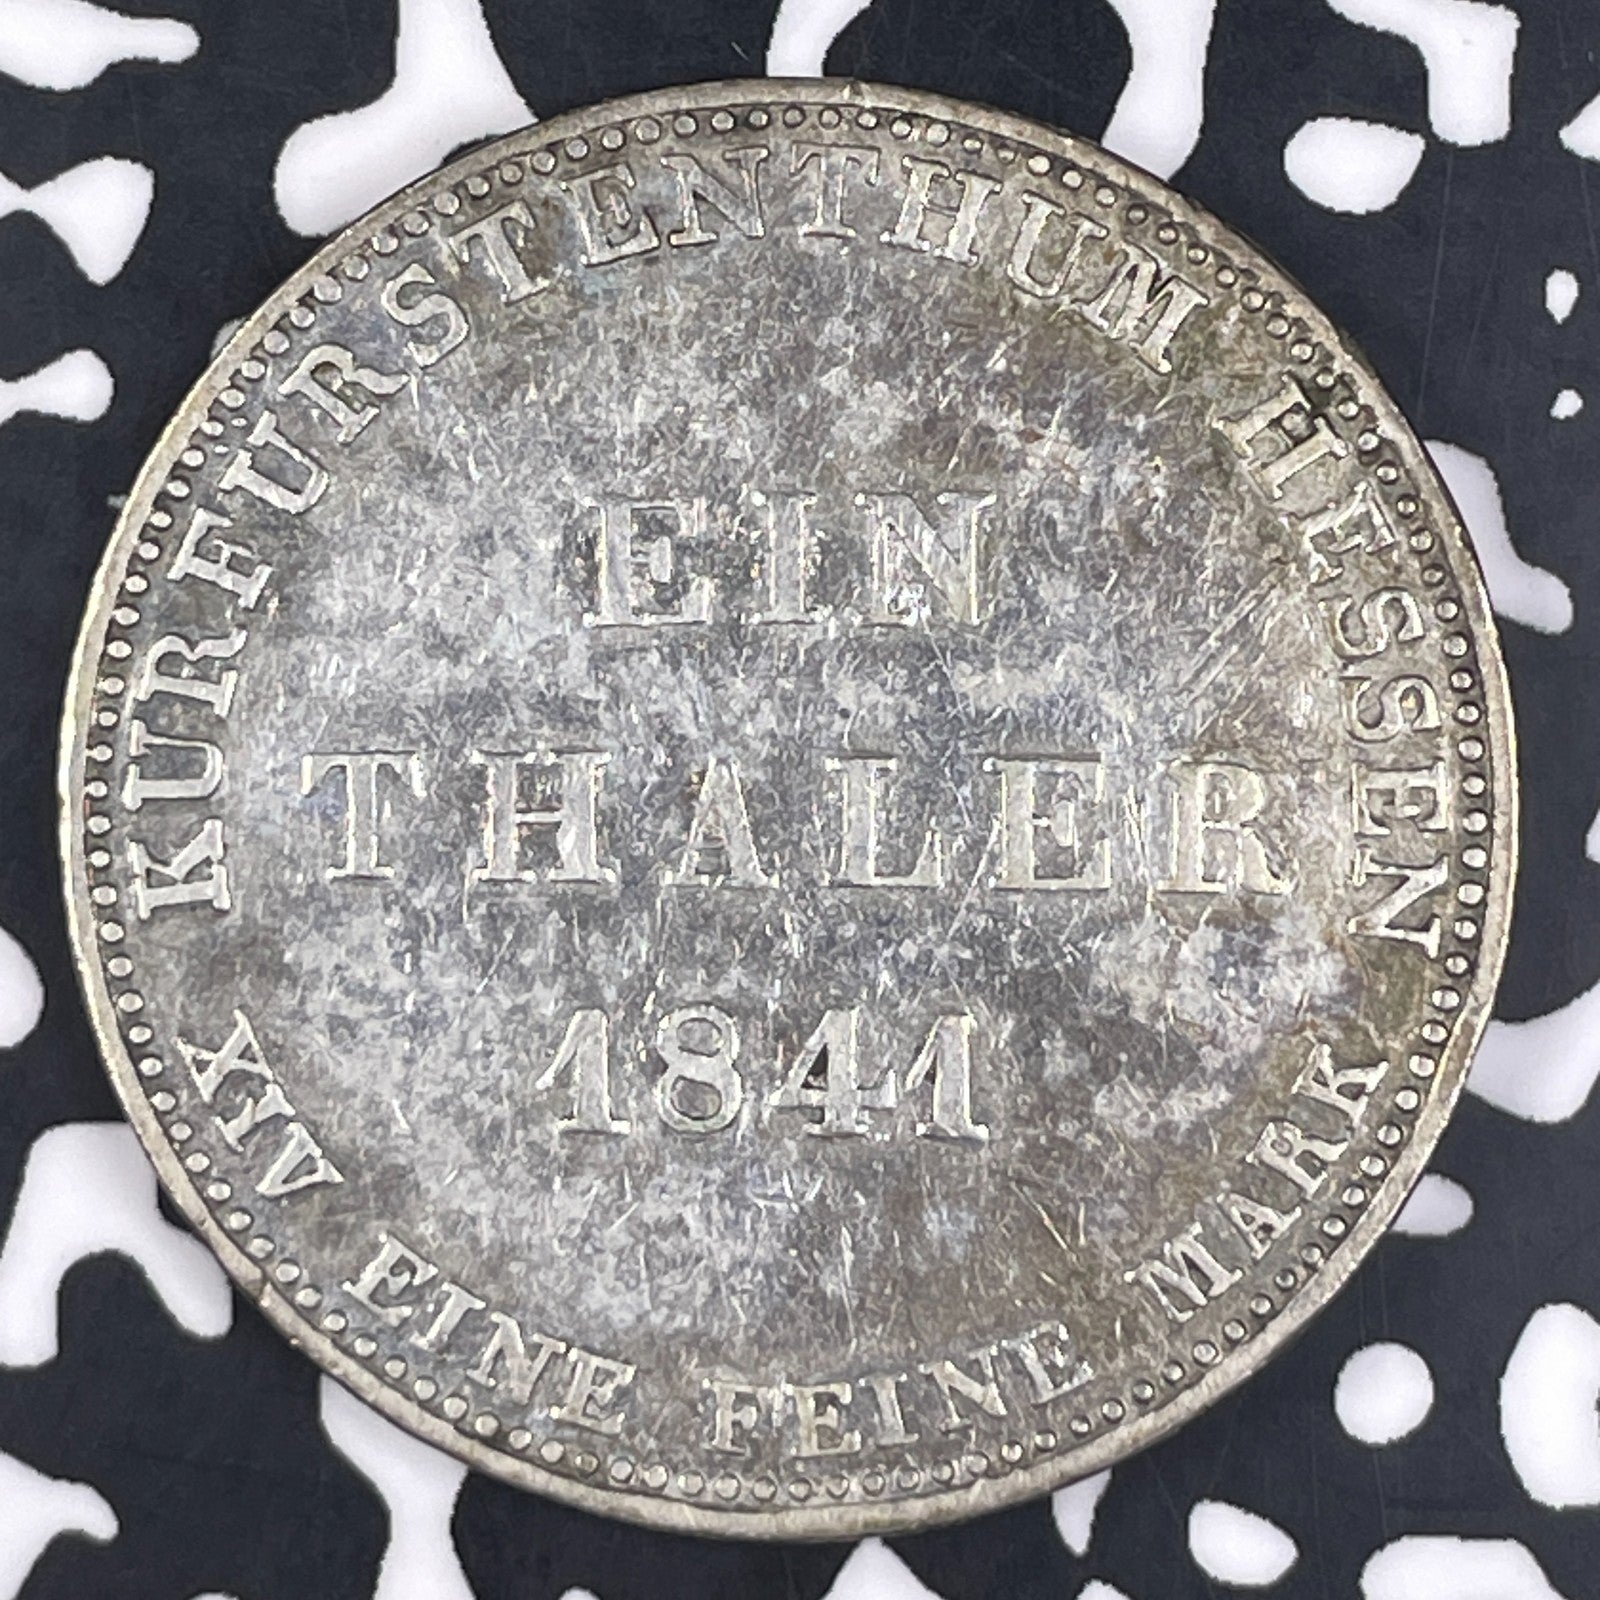 KURFURSTENTHUM HESSEN
EIN
THALER
1841
XIV EINE FEINE MARK